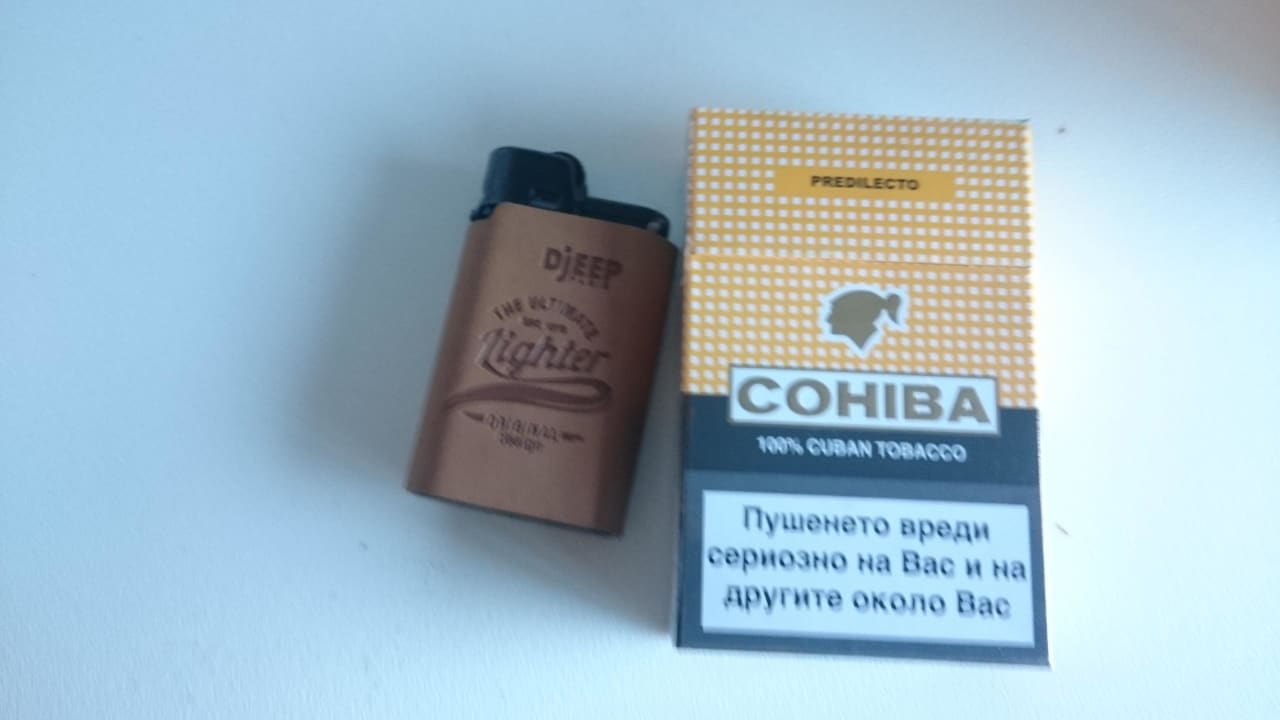 DjEEP
THE ULTIMATE
Lighter
PREDILECTO
COHIBA
100% CUBAN TOBACCO
Пушенето вреди
сериозно на Вас и на
другите около Вас